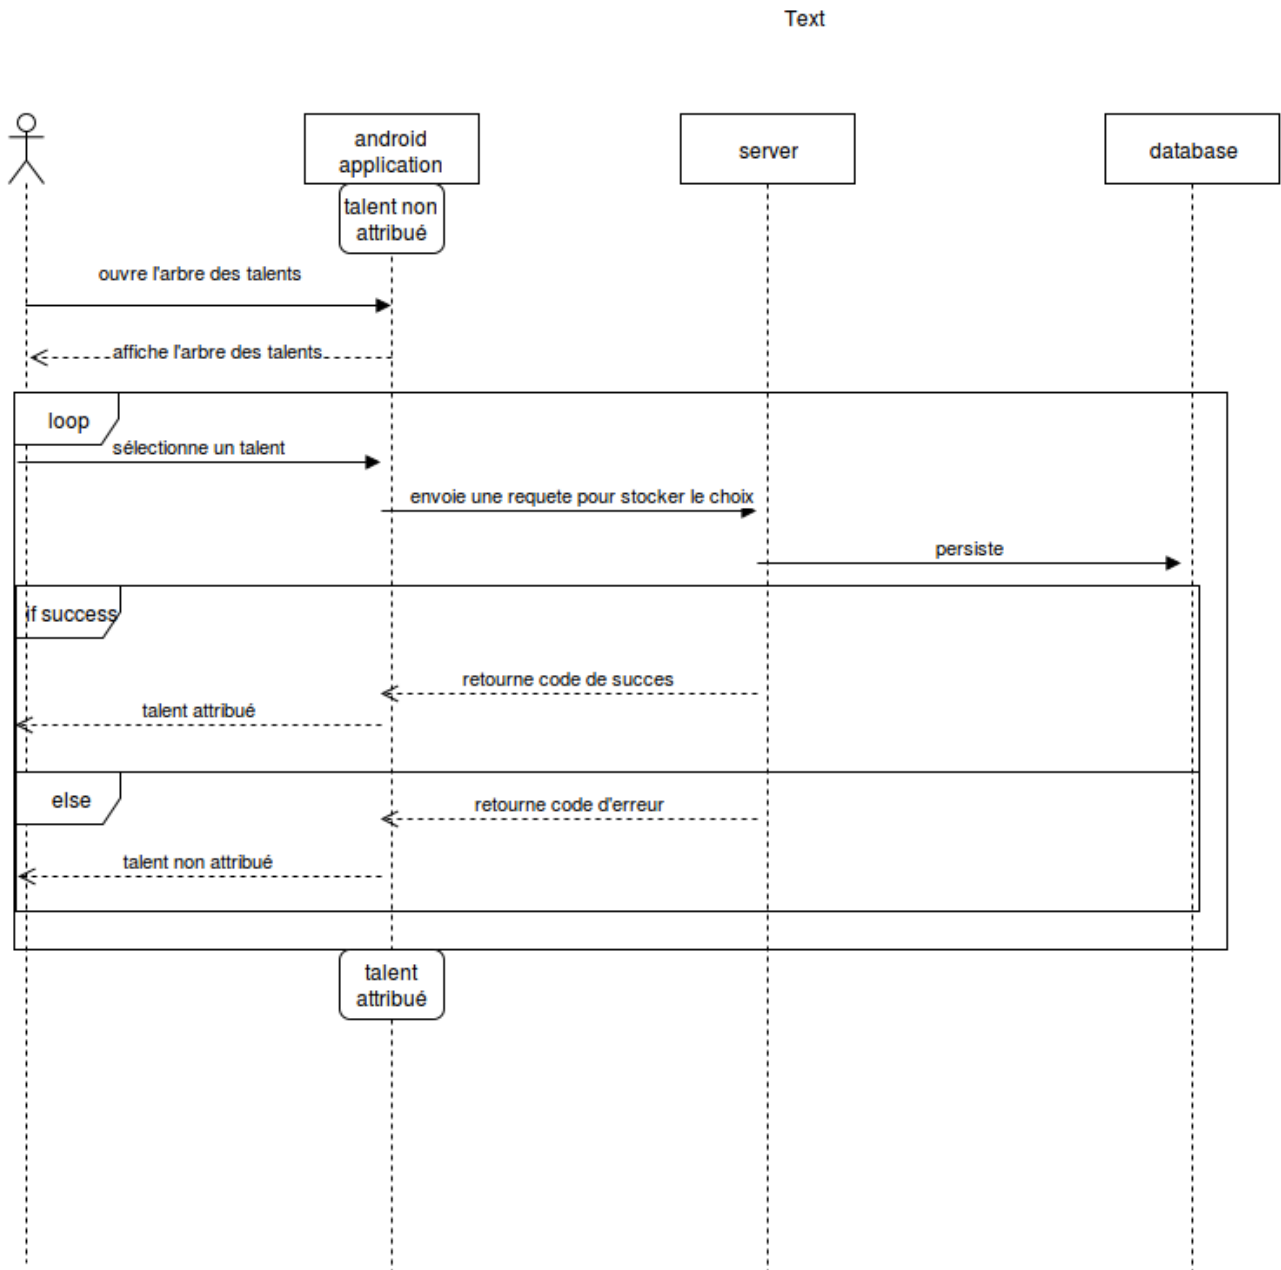 Text
android
application
server
database
talent non
attribué
ouvre l'arbre des talents
affiche l'arbre des talents
loop
sélectionne un talent
envoie une requete pour stocker le choix
persiste
if success
retourne code de succes
talent attribué
else
retourne code d'erreur
talent non attribué
talent
attribué